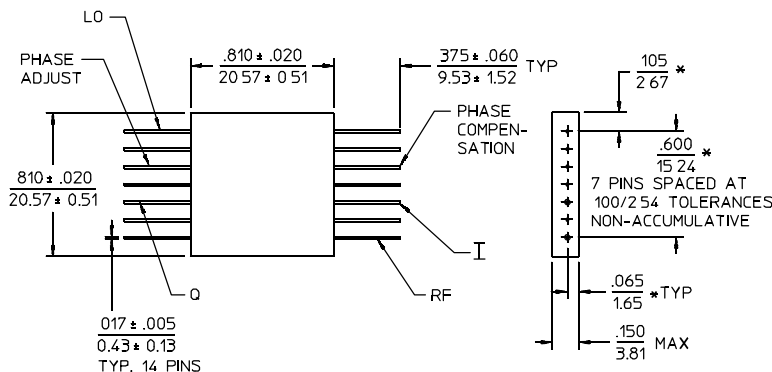 LO
PHASE
ADJUST
.810 ± .020
20.57 ± 0.51
.375 ± .060 TYP
9.53 ± 1.52
PHASE
COMPEN-
SATION
.810 ± .020
20.57 ± 0.51
Q
I
RF
.017 ± .005
0.43 ± 0.13
TYP. 14 PINS
.105 *
2.67
.600 *
15.24
7 PINS SPACED AT
.100/2.54 TOLERANCES
NON-ACCUMULATIVE
.065 *TYP
1.65
.150 MAX
3.81